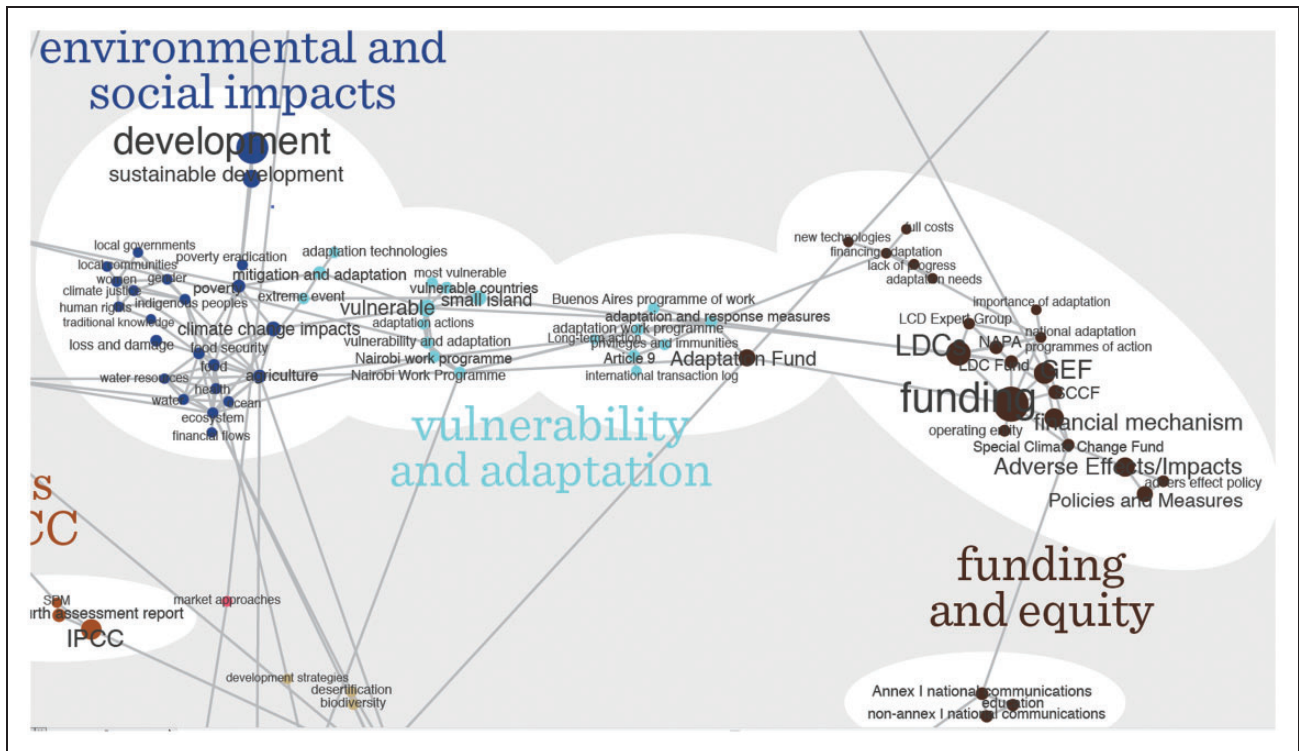 environmental and
social impacts
development
sustainable development
local governments
poverty eradication
adaptation technologies
local communities
mitigation and adaptation
women
gender
poverty
climate justice
indigenous peoples
extreme event
human rights
traditional knowledge
climate change impacts
loss and damage
food security
food
water resources
agriculture
health
water
ocean
ecosystem
financial flows
most vulnerable
vulnerable countries
small island
vulnerable
adaptation actions
vulnerability and adaptation
Nairobi work programme
Nairobi Work Programme
Buenos Aires programme of work
adaptation and response measures
adaptation work programme
Long-term action
privileges and immunities
Article 9
Adaptation Fund
international transaction log
vulnerability
and adaptation
full costs
new technologies
financing adaptation
lack of progress
adaptation needs
importance of adaptation
LCD Expert Group
national adaptation
programmes of action
LDCs
NAPA
LDC Fund
GEF
SCCF
funding
operating entity
financial mechanism
Special Climate Change Fund
Adverse Effects/Impacts
advers effect policy
Policies and Measures
funding
and equity
s
CC
SPM
urth assessment report
IPCC
market approaches
development strategies
desertification
biodiversity
Annex I national communications
education
non-annex I national communications